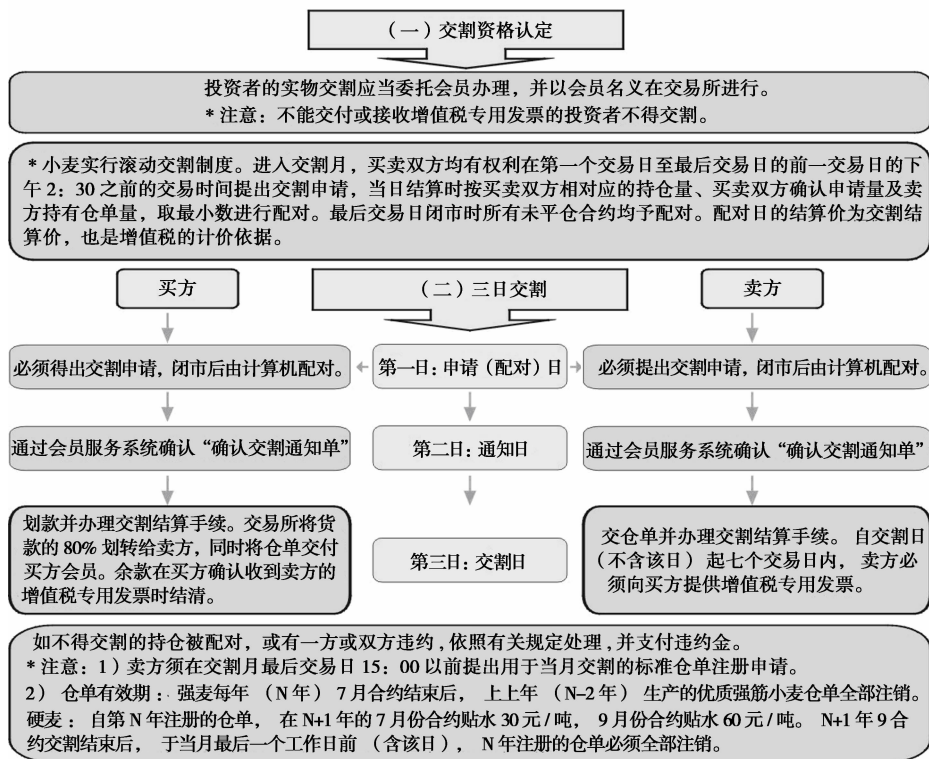 （一）交割资格认定
投资者的实物交割应当委托会员办理，并以会员名义在交易所进行。
*注意：不能交付或接收增值税专用发票的投资者不得交割。
*小麦实行滚动交割制度。进入交割月，买卖双方均有权利在第一个交易日至最后交易日的前一交易日的下
午2：30之前的交易时间提出交割申请，当日结算时按买卖双方相对应的持仓量、买卖双方确认申请量及卖
方持有仓单量，取最小数进行配对。最后交易日闭市时所有未平仓合约均予配对。配对日的结算价为交割结
算价，也是增值税的计价依据。
买方
（二）三日交割
卖方
必须得出交割申请，闭市后由计算机配对。
第一日：申请（配对）日
必须提出交割申请，闭市后由计算机配对。
通过会员服务系统确认“确认交割通知单”
第二日：通知日
通过会员服务系统确认“确认交割通知单”
划款并办理交割结算手续。交易所将货
款的80%划转给卖方，同时将仓单交付
买方会员。余款在买方确认收到卖方的
增值税专用发票时结清。
第三日：交割日
交仓单并办理交割结算手续。自交割日
（不含该日）起七个交易日内，卖方必
须向买方提供增值税专用发票。
如不得交割的持仓被配对，或有一方或双方违约，依照有关规定处理，并支付违约金。
*注意：1）卖方须在交割月最后交易日15：00以前提出用于当月交割的标准仓单注册申请。
2）仓单有效期：强麦每年（N年）7月合约结束后，上上年（N–2年）生产的优质强筋小麦仓单全部注销。
硬麦：自第N年注册的仓单，在N+1年的7月份合约贴水30元/吨，9月份合约贴水60元/吨。N+1年9合
约交割结束后，于当月最后一个工作日前（含该日），N年注册的仓单必须全部注销。